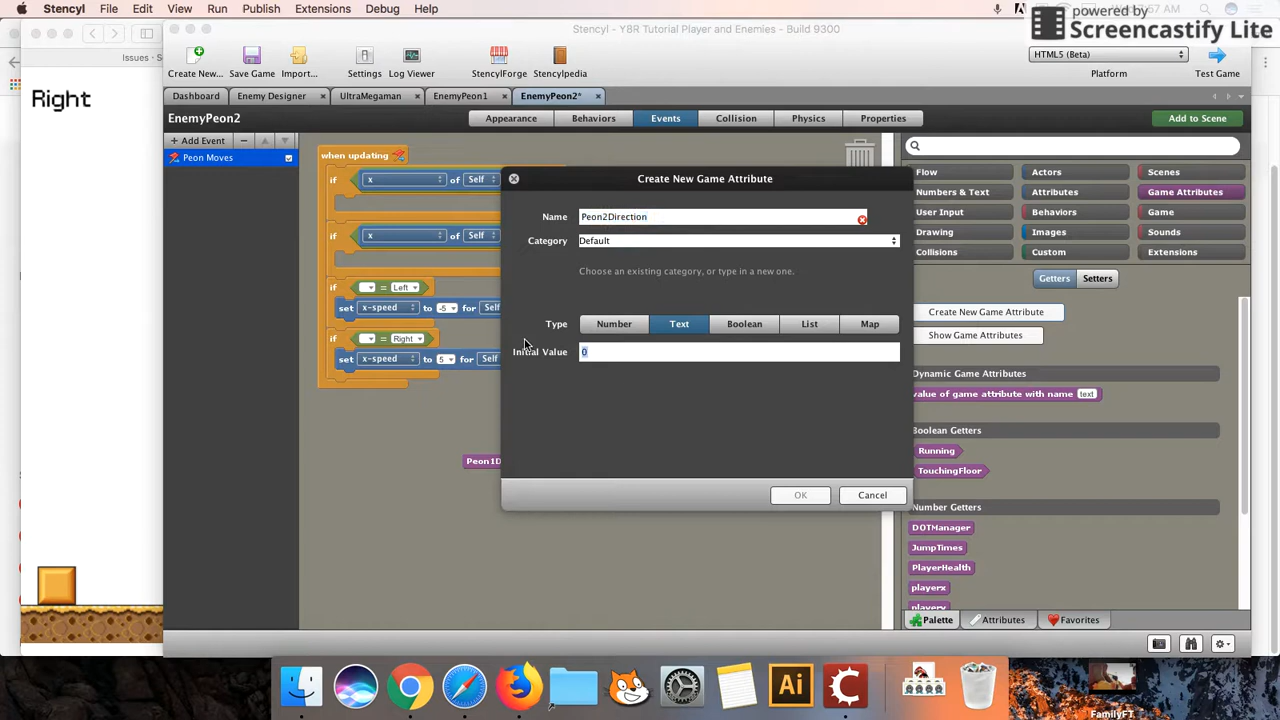 Stencyl File Edit View Run Publish Extensions Debug Help
powered by
Screencastify Lite
Issues · S
Right
Stencyl - Y8R Tutorial Player and Enemies - Build 9300
Create New... Save Game Import... Settings Log Viewer StencylForge Stencylpedia
HTML5 (Beta)
Platform
Test Game
Dashboard Enemy Designer × UltraMegaman × EnemyPeon1 × EnemyPeon2* ×
EnemyPeon2
Appearance Behaviors Events Collision Physics Properties
Add to Scene
+ Add Event
Peon Moves
when updating
if x of Self
if x of Self
if = Left
set x-speed to -5 for Self
if = Right
set x-speed to 5 for Self
Create New Game Attribute
Name Peon2Direction
Category Default
Choose an existing category, or type in a new one.
Type Number Text Boolean List Map
Initial Value 0
OK Cancel
Flow Actors Scenes
Numbers & Text Attributes Game Attributes
User Input Behaviors Game
Drawing Images Sounds
Collisions Custom Extensions
Getters Setters
Create New Game Attribute
Show Game Attributes
Dynamic Game Attributes
value of game attribute with name text
Boolean Getters
Running
TouchingFloor
Number Getters
DOTManager
JumpTimes
PlayerHealth
playerx
playery
Palette Attributes Favorites
Ai
FamilyFT